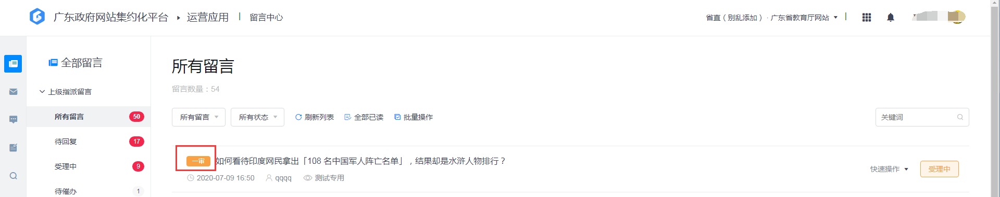 广东政府网站集约化平台 ▸ 运营应用 | 留言中心
省直（别乱添加）· 广东省教育厅网站
全部留言
上级指派留言
所有留言 50
待回复 17
受理中 9
待催办 1
所有留言
留言数量：54
所有留言 所有状态 刷新列表 全部已读 批量操作 关键词
一审 如何看待印度网民拿出「108 名中国军人阵亡名单」，结果却是水浒人物排行？
2020-07-09 16:50 qqqq 测试专用
快速操作 受理中